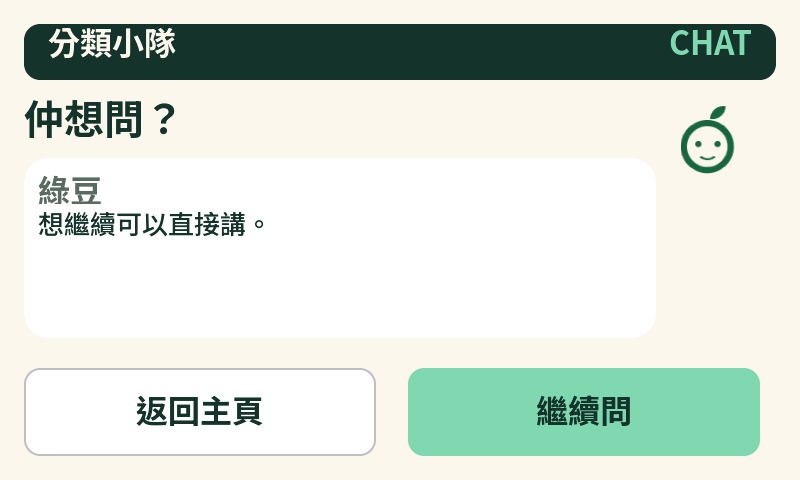 分類小隊
CHAT
仲想問？
綠豆
想繼續可以直接講。
返回主頁
繼續問